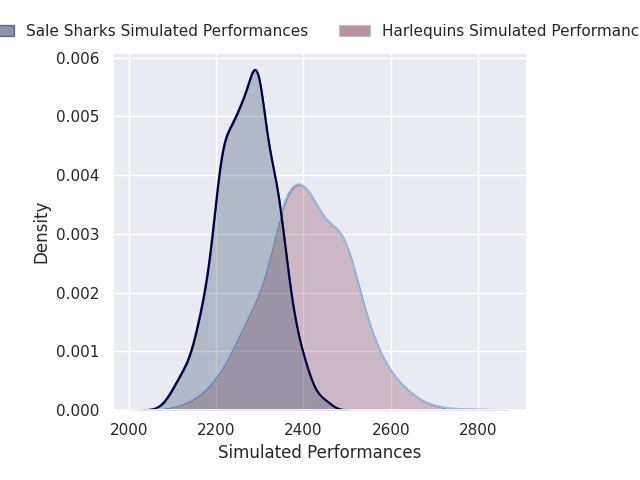 Sale Sharks Simulated Performances
Harlequins Simulated Performanc
0.006
0.005
0.004
0.003
0.002
0.001
0.000
Density
2000 2200 2400 2600 2800
Simulated Performances